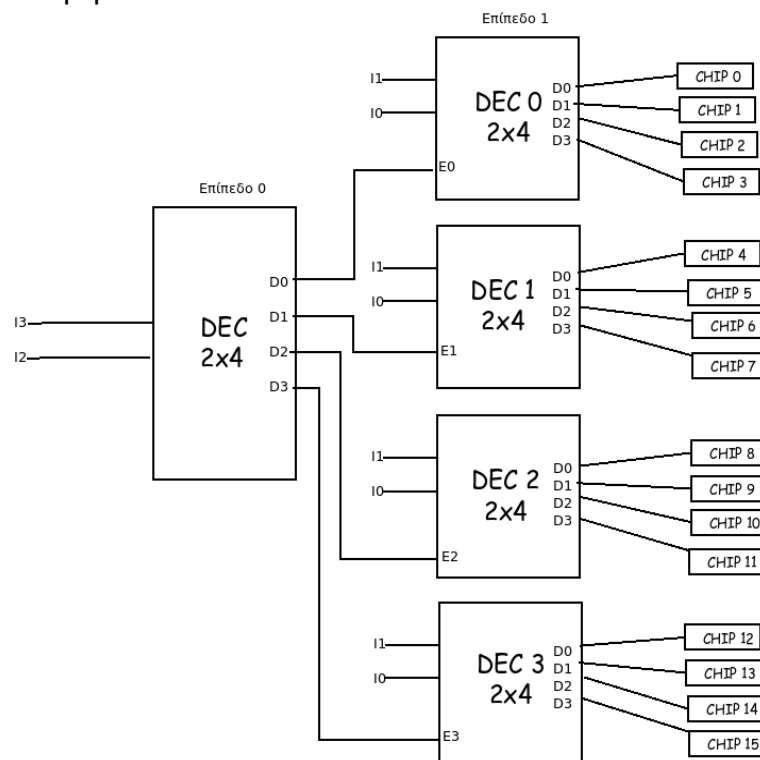 Επίπεδο 1
I1
I0
E0
DEC 0
2x4
D0
D1
D2
D3
CHIP 0
CHIP 1
CHIP 2
CHIP 3
Επίπεδο 0
I3
I2
DEC
2x4
D0
D1
D2
D3
I1
I0
E1
DEC 1
2x4
D0
D1
D2
D3
CHIP 4
CHIP 5
CHIP 6
CHIP 7
I1
I0
E2
DEC 2
2x4
D0
D1
D2
D3
CHIP 8
CHIP 9
CHIP 10
CHIP 11
I1
I0
E3
DEC 3
2x4
D0
D1
D2
D3
CHIP 12
CHIP 13
CHIP 14
CHIP 15